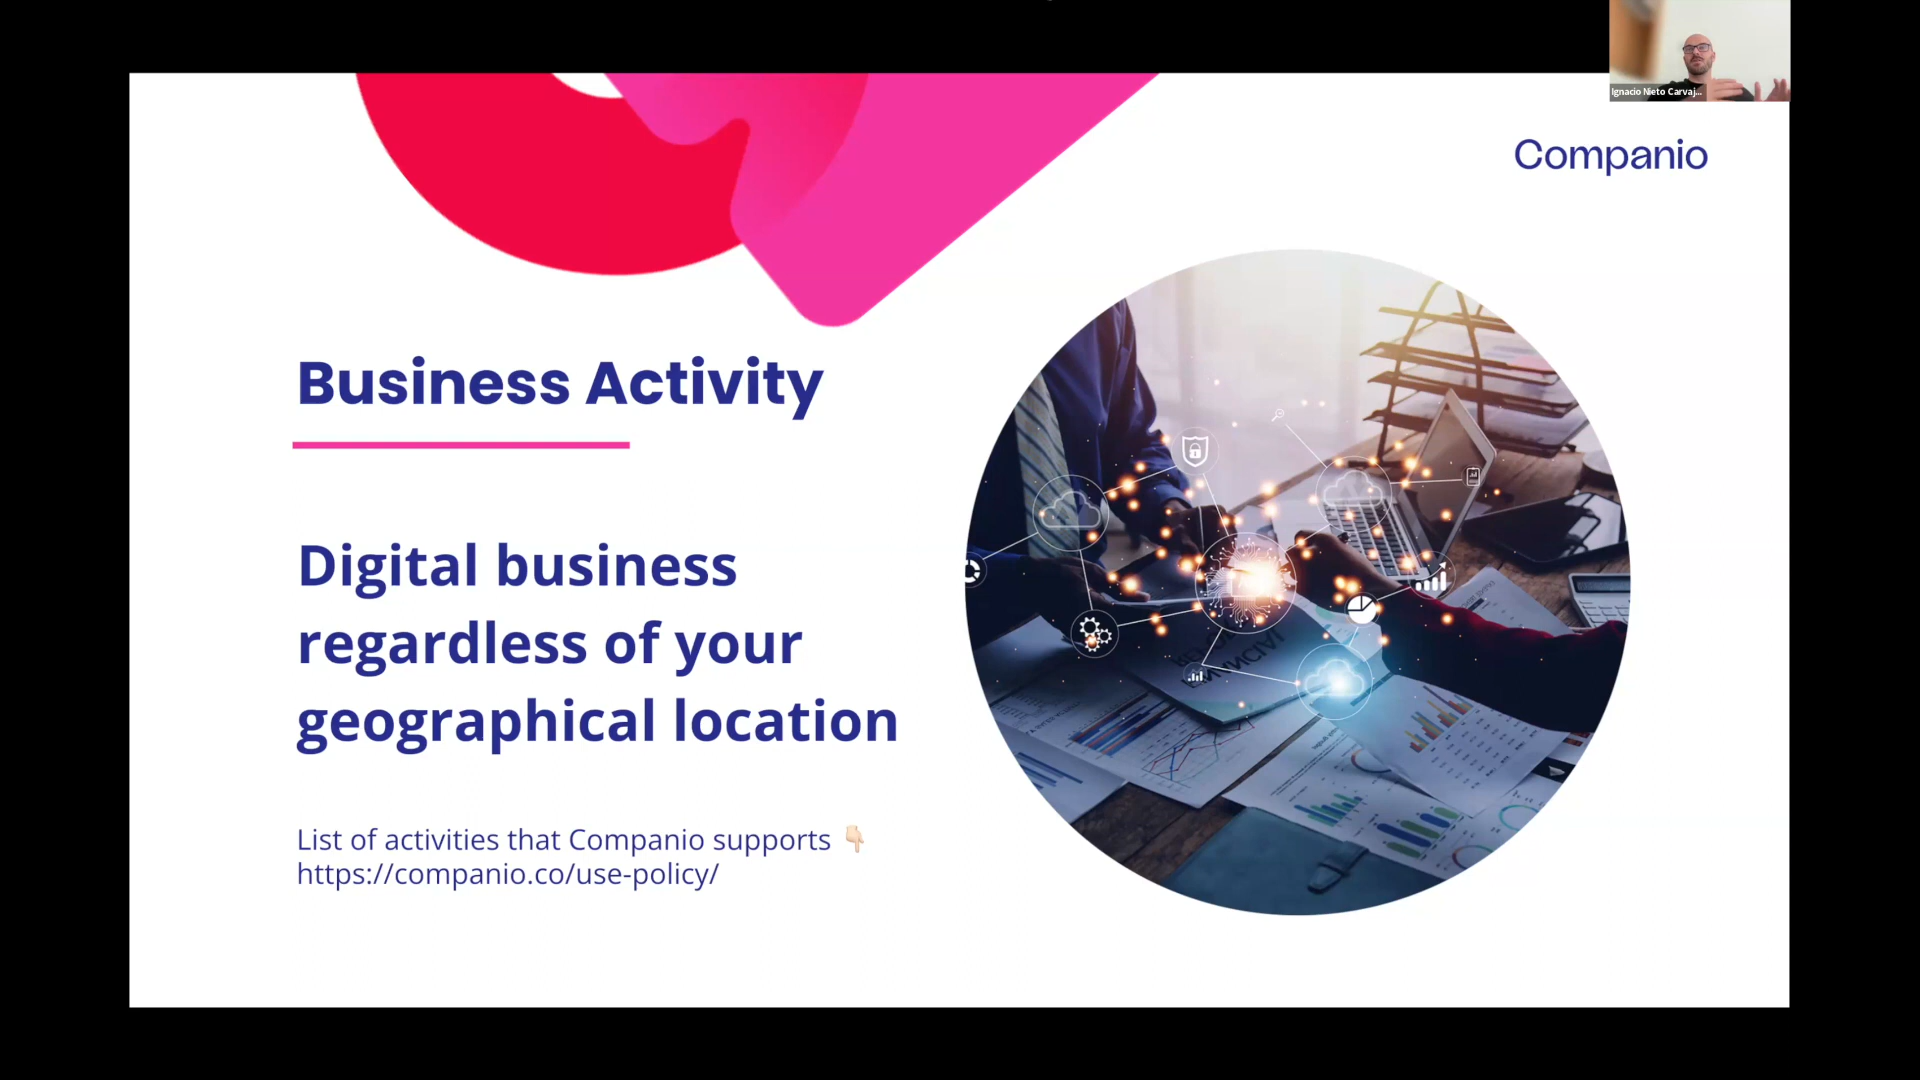 Ignacio Nieto Carvaj...
Companio
Business Activity
Digital business
regardless of your
geographical location
List of activities that Companio supports 👇🏻
https://companio.co/use-policy/